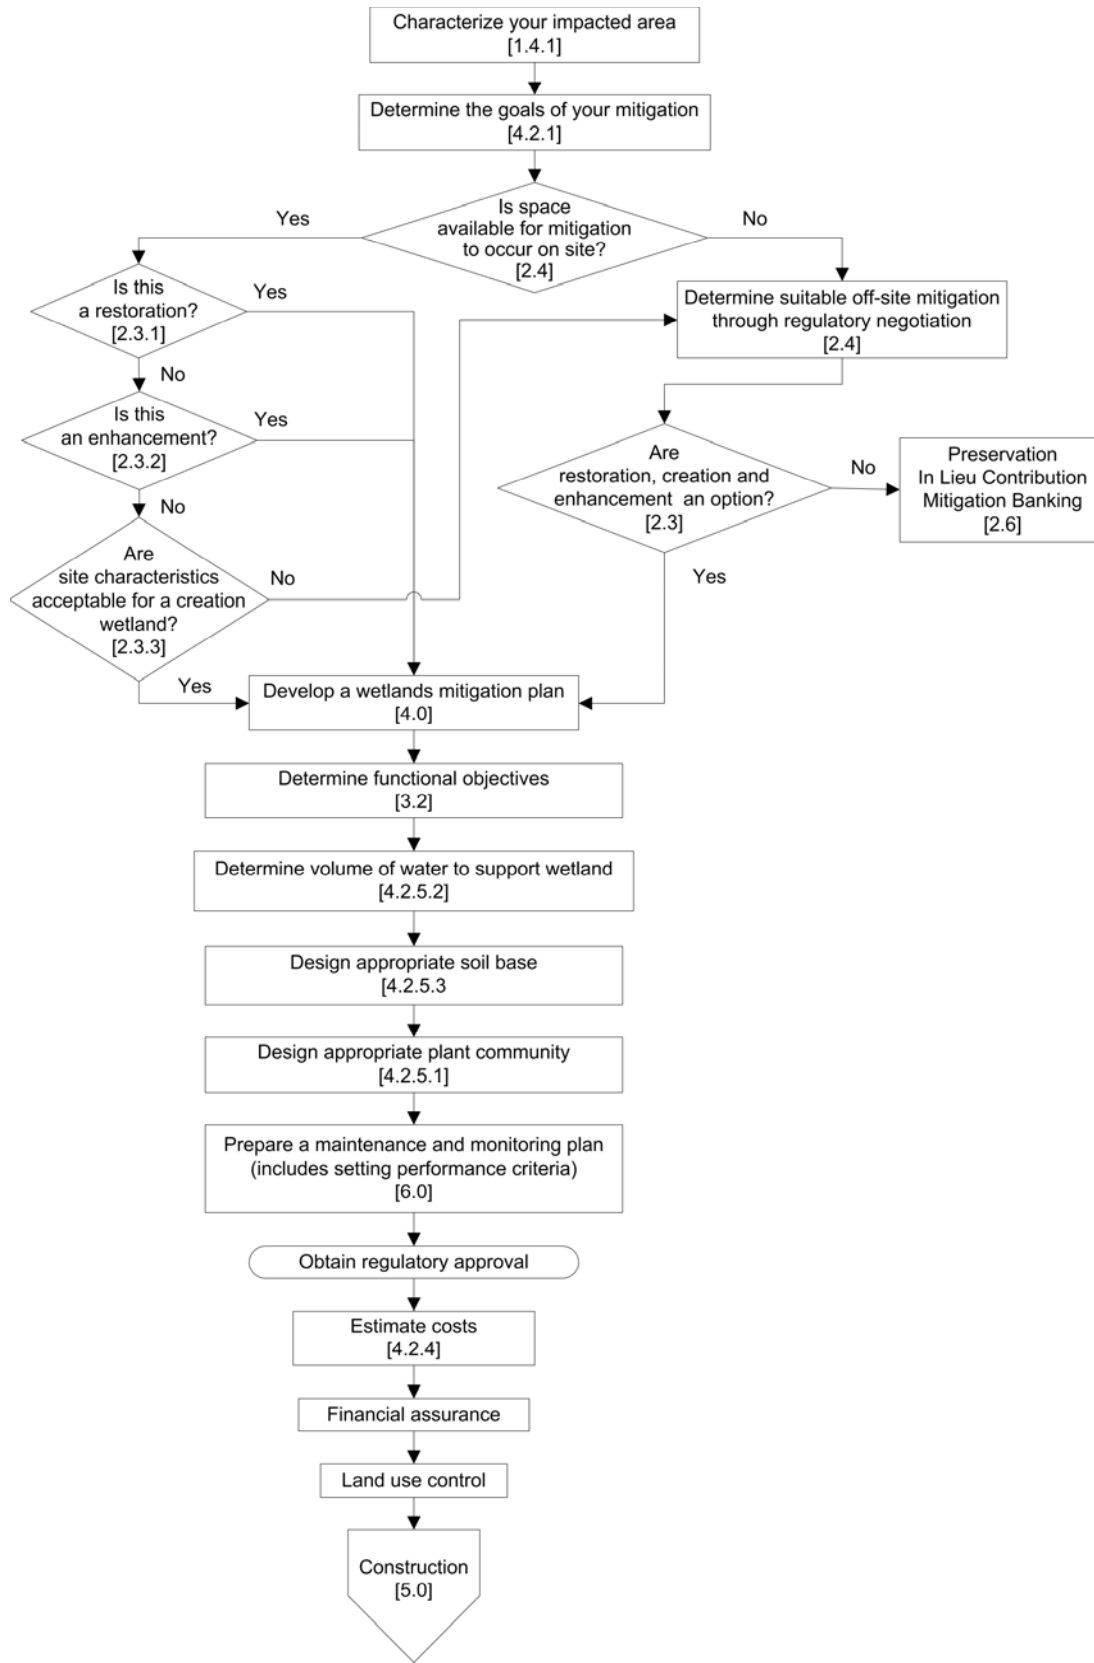 Characterize your impacted area
[1.4.1]
Determine the goals of your mitigation
[4.2.1]
Is space
available for mitigation
to occur on site?
[2.4]
Yes
No
Is this
a restoration?
[2.3.1]
Yes
No
Determine suitable off-site mitigation
through regulatory negotiation
[2.4]
Is this
an enhancement?
[2.3.2]
Yes
No
Are
restoration, creation and
enhancement an option?
[2.3]
No
Yes
Preservation
In Lieu Contribution
Mitigation Banking
[2.6]
Are
site characteristics
acceptable for a creation
wetland?
[2.3.3]
No
Yes
Develop a wetlands mitigation plan
[4.0]
Determine functional objectives
[3.2]
Determine volume of water to support wetland
[4.2.5.2]
Design appropriate soil base
[4.2.5.3
Design appropriate plant community
[4.2.5.1]
Prepare a maintenance and monitoring plan
(includes setting performance criteria)
[6.0]
Obtain regulatory approval
Estimate costs
[4.2.4]
Financial assurance
Land use control
Construction
[5.0]